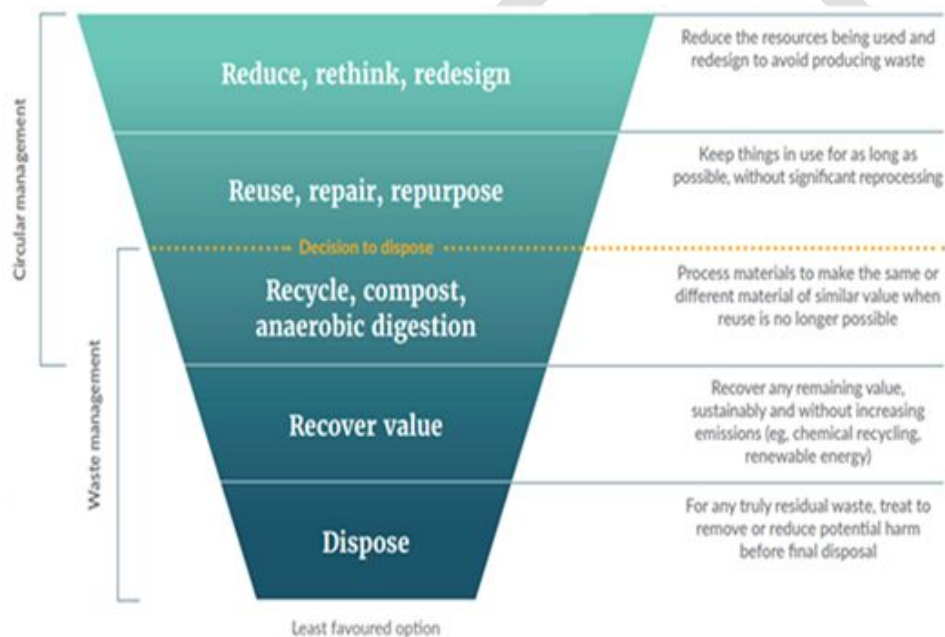 Circular management
Waste management
Reduce, rethink, redesign
Reduce the resources being used and
redesign to avoid producing waste
Reuse, repair, repurpose
Keep things in use for as long as
possible, without significant reprocessing
Decision to dispose
Recycle, compost,
anaerobic digestion
Process materials to make the same or
different material of similar value when
reuse is no longer possible
Recover value
Recover any remaining value,
sustainably and without increasing
emissions (eg, chemical recycling,
renewable energy)
Dispose
For any truly residual waste, treat to
remove or reduce potential harm
before final disposal
Least favoured option